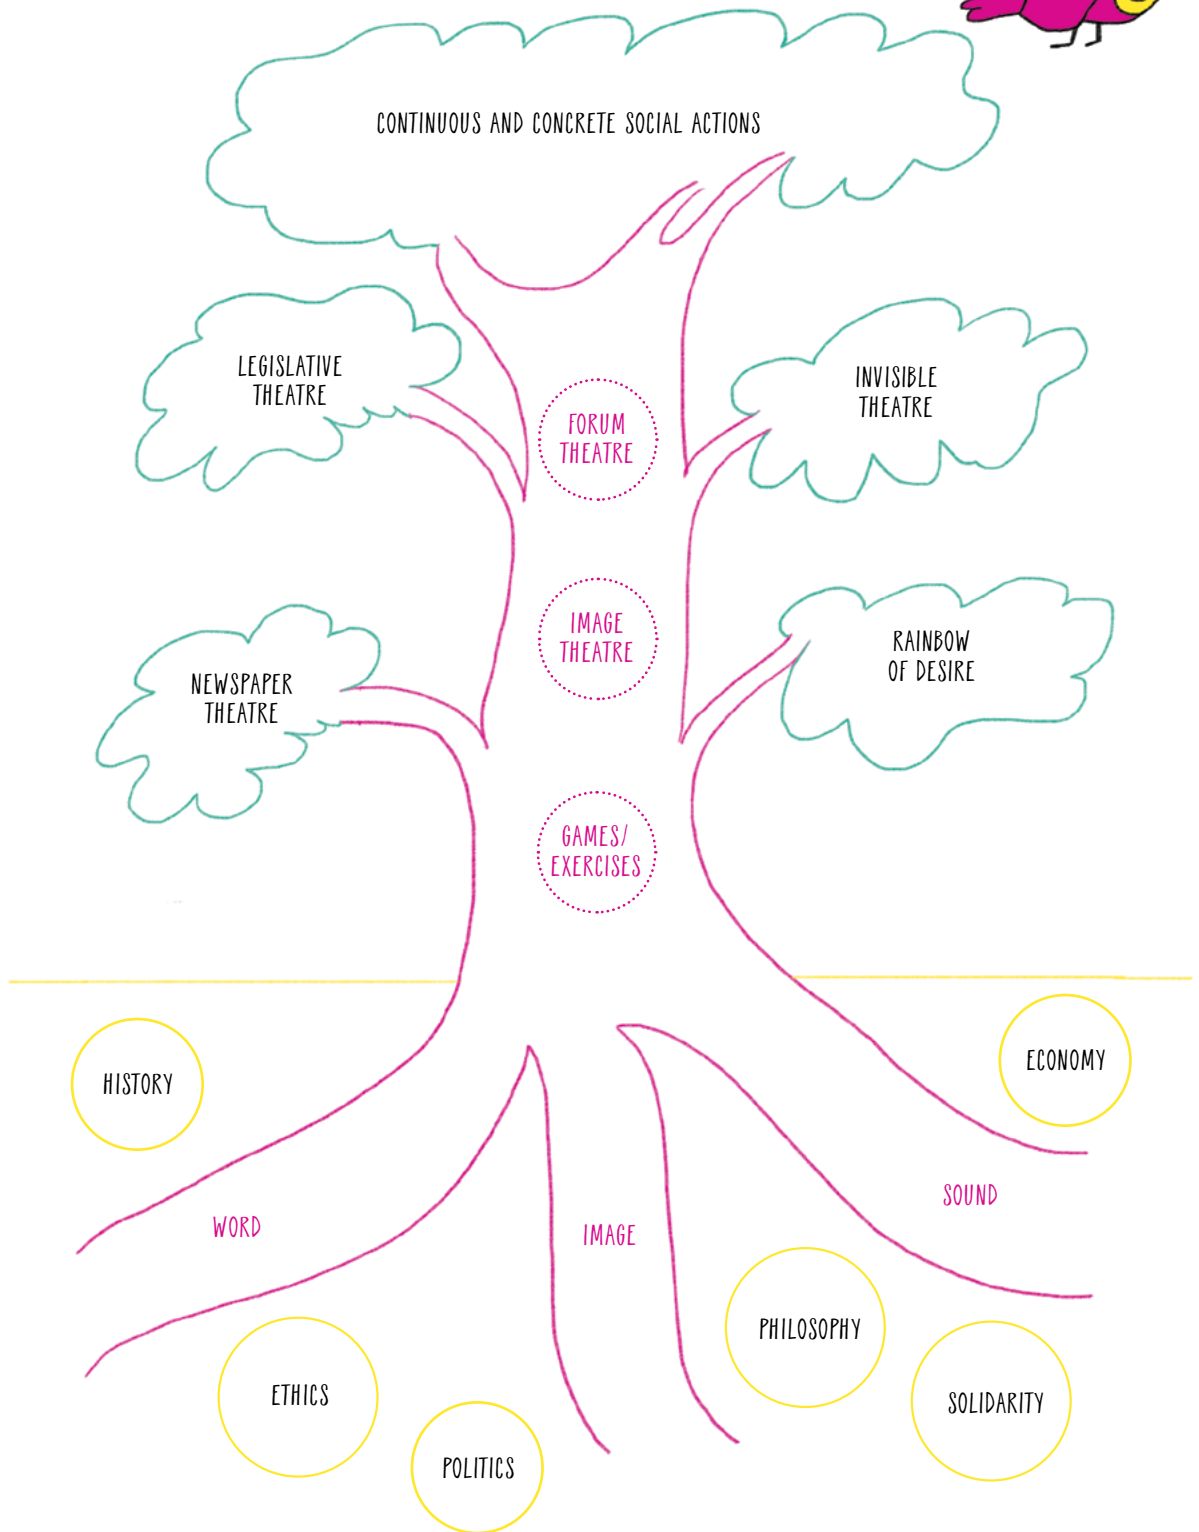 CONTINUOUS AND CONCRETE SOCIAL ACTIONS
LEGISLATIVE
THEATRE
INVISIBLE
THEATRE
FORUM
THEATRE
IMAGE
THEATRE
RAINBOW
OF DESIRE
NEWSPAPER
THEATRE
GAMES/
EXERCISES
HISTORY
ECONOMY
WORD
IMAGE
SOUND
PHILOSOPHY
ETHICS
SOLIDARITY
POLITICS